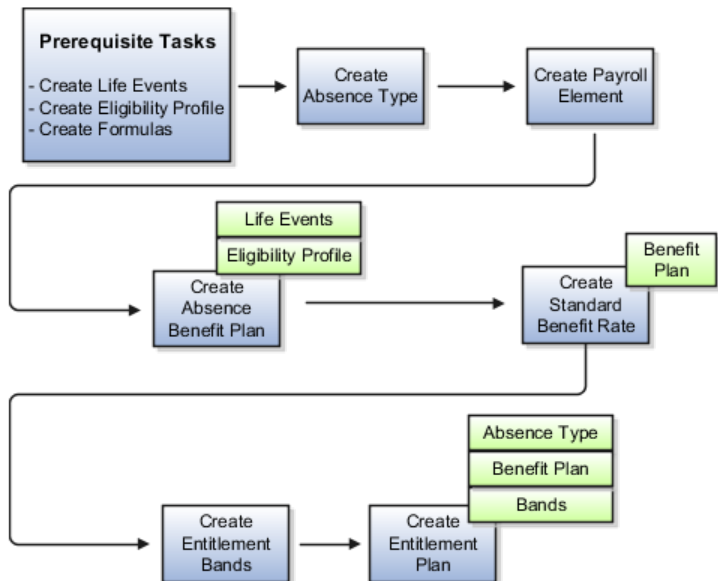 Prerequisite Tasks
- Create Life Events
- Create Eligibility Profile
- Create Formulas
Create
Absence Type
Create Payroll
Element
Life Events
Eligibility Profile
Create
Absence
Benefit Plan
Benefit
Plan
Create
Standard
Benefit Rate
Create
Entitlement
Bands
Absence Type
Benefit Plan
Bands
Create
Entitlement
Plan